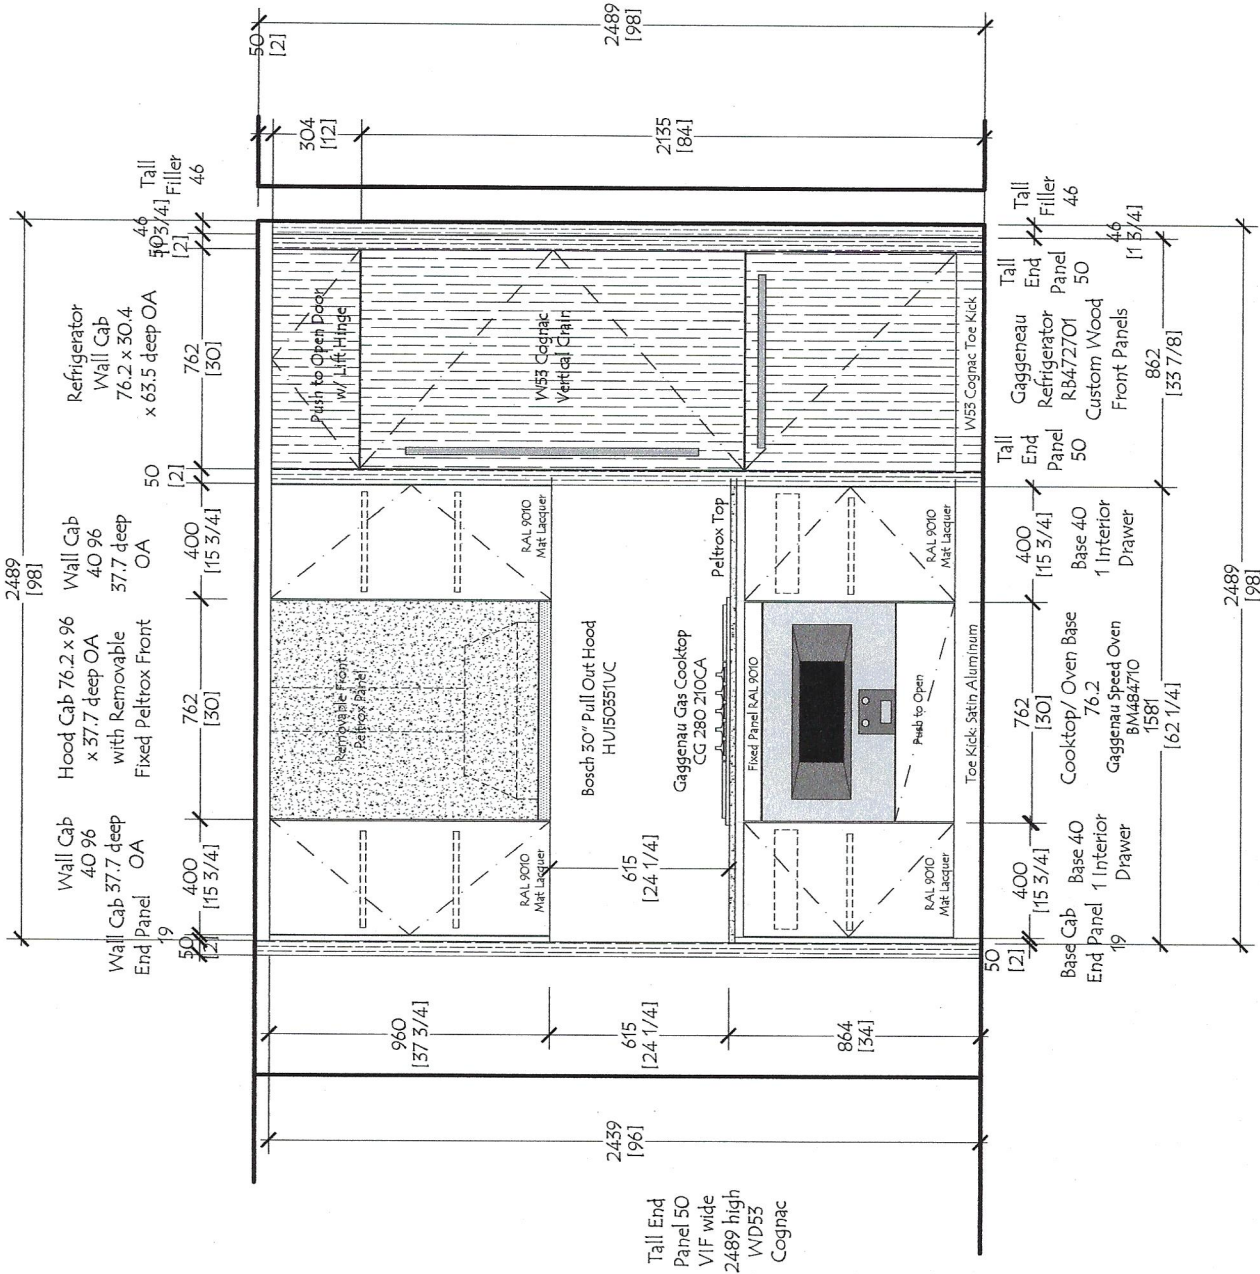 2489
[98]
Wall Cab
40 96
Wall Cab 37.7 deep
End Panel OA
19
Hood Cab 76.2 x 96
x 37.7 deep OA
with Removable
Fixed Peltrox Front
Wall Cab
40 96
37.7 deep
OA
Refrigerator
Wall Cab
76.2 x 30.4
x 63.5 deep OA
Tall
Filler
46
50
[2]
400
[15 3/4]
762
[30]
400
[15 3/4]
50
[2]
762
[30]
50
[2]
46
[1 3/4]
50
[2]
304
[12]
2135
[84]
2489
[98]
Push to Open Door
w/ Lift Hinge
W53 Cognac
Vertical Grain
W53 Cognac Toe Kick
Removable Front
Peltrox Panel
RAL 9010
Mat Lacquer
RAL 9010
Mat Lacquer
Bosch 30" Pull Out Hood
HUI50351UC
Gaggenau Gas Cooktop
CG 280 210CA
Peltrox Top
615
[24 1/4]
Fixed Panel RAL 9010
Push to Open
RAL 9010
Mat Lacquer
RAL 9010
Mat Lacquer
Toe Kick: Satin Aluminum
960
[37 3/4]
615
[24 1/4]
864
[34]
2439
[96]
Tall End
Panel 50
VIF wide
2489 high
WD53
Cognac
50
[2]
400
[15 3/4]
762
[30]
400
[15 3/4]
Base Cab
End Panel
19
Base 40
1 Interior
Drawer
Cooktop/ Oven Base
76.2
Gaggenau Speed Oven
BM484710
1581
[62 1/4]
Base 40
1 Interior
Drawer
Tall
End
Panel
50
Gaggeneau
Refrigerator
RB472701
Custom Wood
Front Panels
862
[33 7/8]
Tall
End
Panel
50
Tall
Filler
46
46
[1 3/4]
2489
[98]